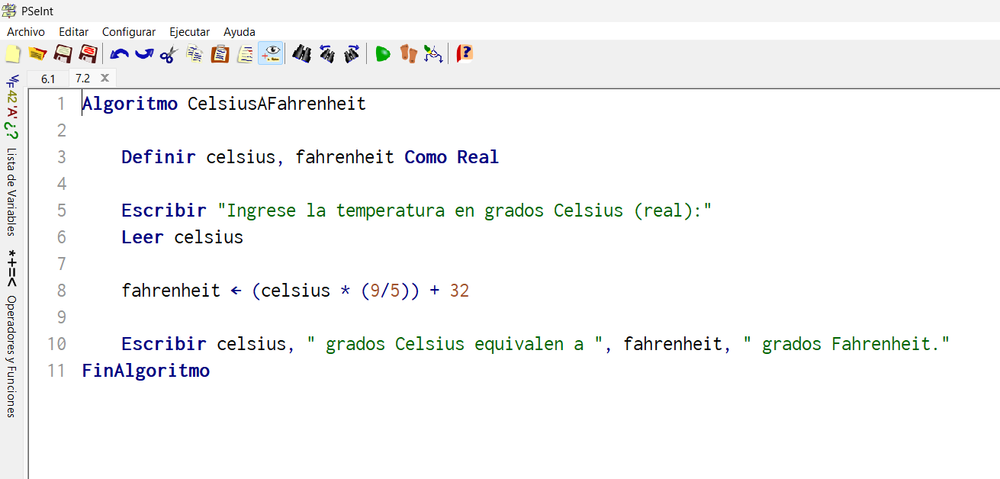 PSeInt
Archivo Editar Configurar Ejecutar Ayuda
6.1 7.2
1 Algoritmo CelsiusAFahrenheit
2
3 Definir celsius, fahrenheit Como Real
4
5 Escribir "Ingrese la temperatura en grados Celsius (real):"
6 Leer celsius
7
8 fahrenheit ← (celsius * (9/5)) + 32
9
10 Escribir celsius, " grados Celsius equivalen a ", fahrenheit, " grados Fahrenheit."
11 FinAlgoritmo
VF 42 'A' ¿? Lista de Variables
*+=< Operadores y Funciones